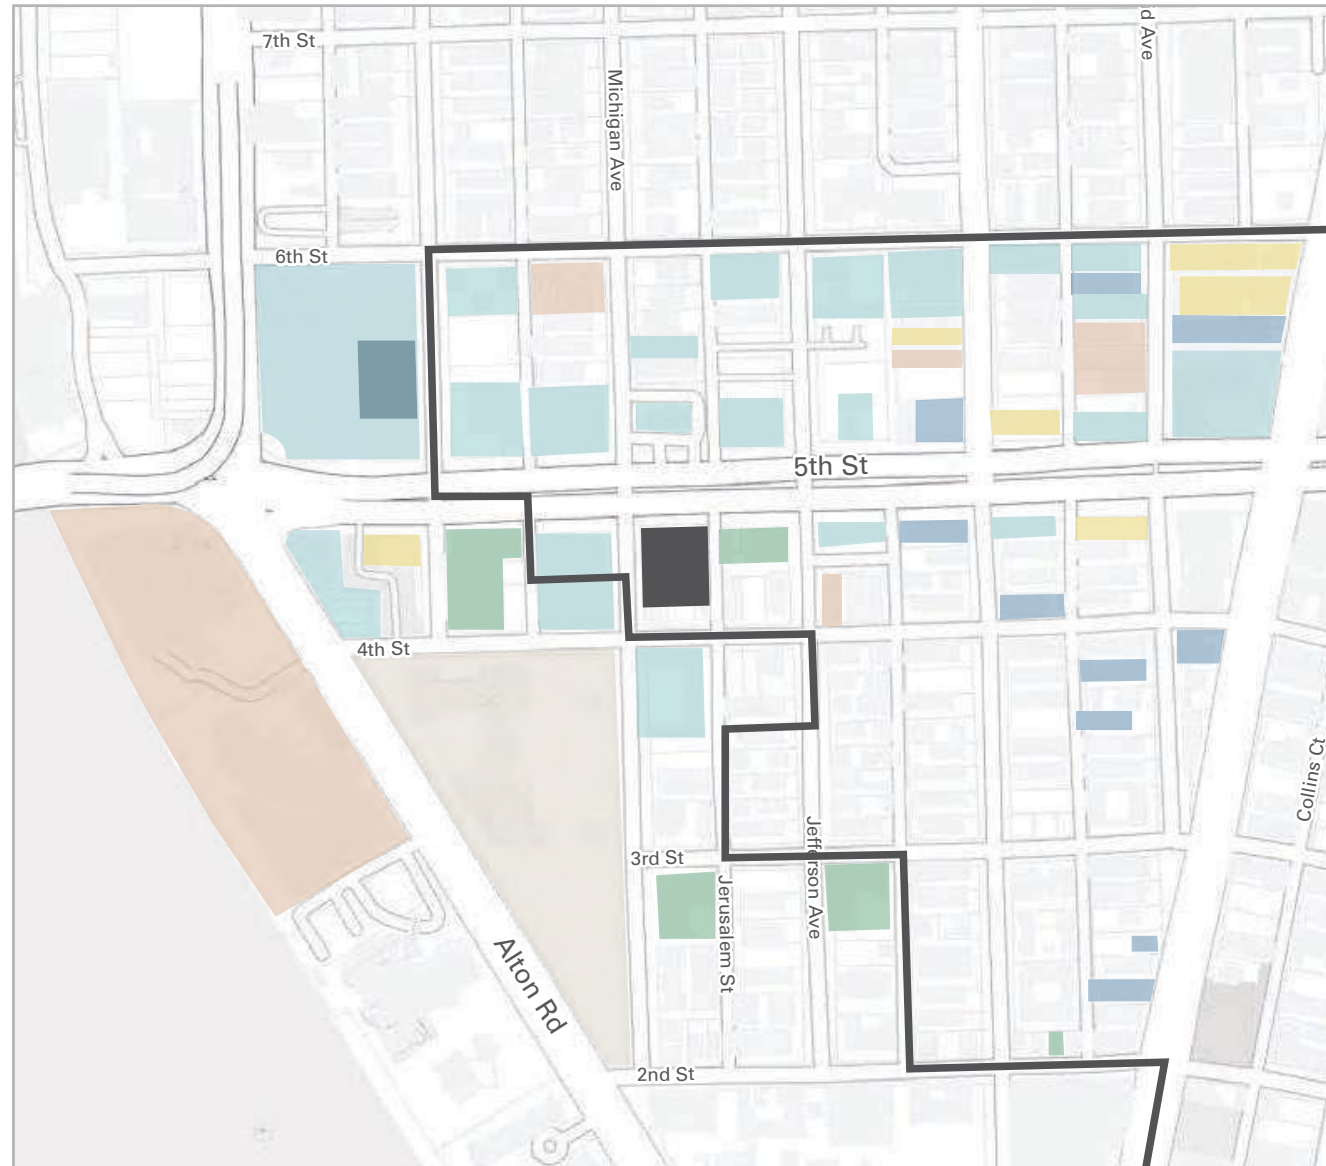 7th St
d Ave
Michigan Ave
6th St
5th St
4th St
Collins Ct
3rd St
Jefferson Ave
Jerusalem St
Alton Rd
2nd St